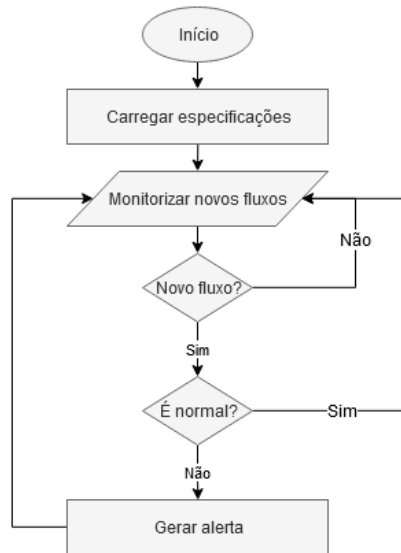 Início
Carregar especificações
Monitorizar novos fluxos
Não
Novo fluxo?
Sim
É normal?
Sim
Não
Gerar alerta